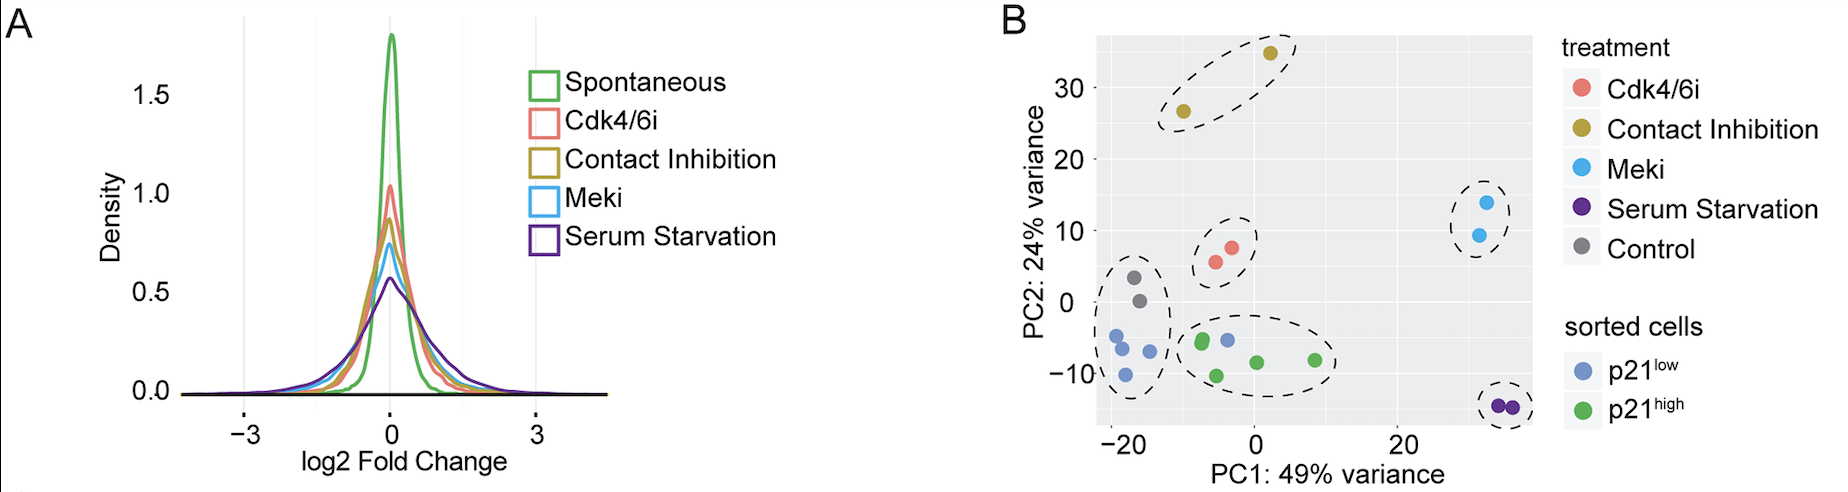 A
1.5
1.0
0.5
0.0
Density
−3
0
3
log2 Fold Change
Spontaneous
Cdk4/6i
Contact Inhibition
Meki
Serum Starvation
B
30
20
10
0
−10
PC2: 24% variance
−20
0
20
PC1: 49% variance
treatment
Cdk4/6i
Contact Inhibition
Meki
Serum Starvation
Control
sorted cells
p21low
p21high